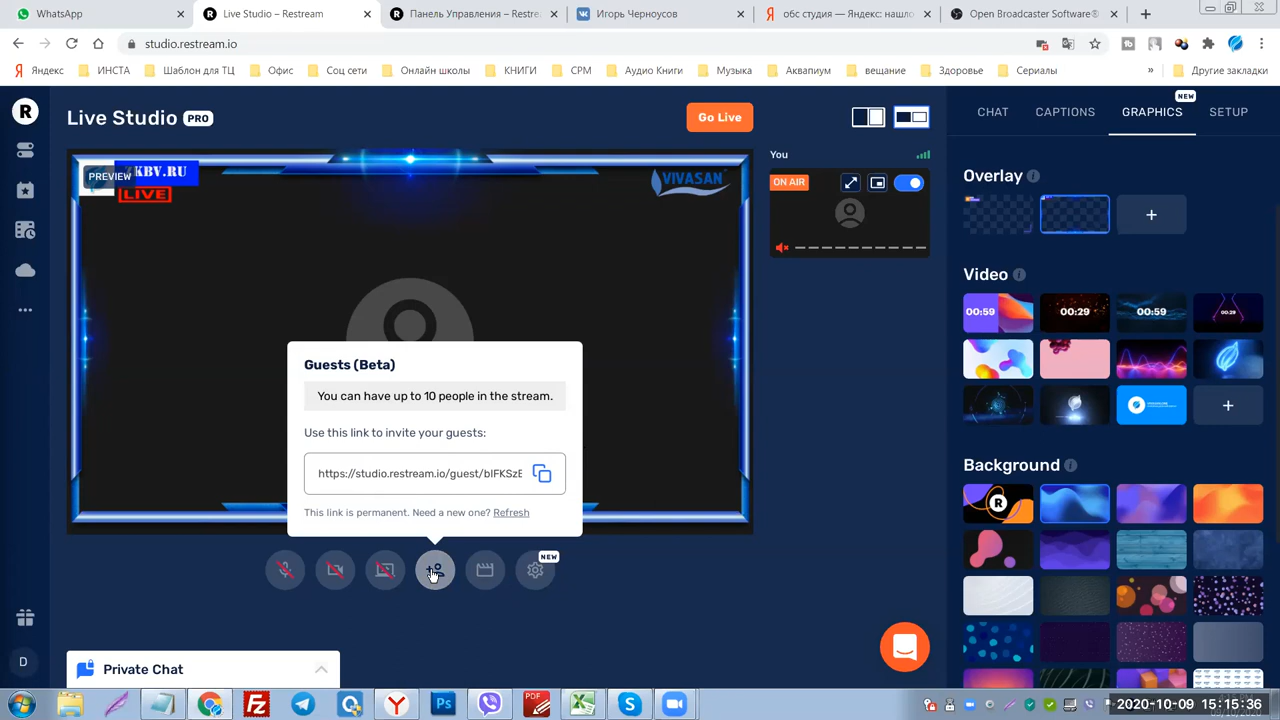 WhatsApp
Live Studio – Restream
Панель Управления – Restre
Игорь Черноусов
обс студия — Яндекс: нашло
Open Broadcaster Software®
studio.restream.io
Яндекс
ИНСТА
Шаблон для ТЦ
Офис
Соц сети
Онлайн школы
КНИГИ
СРМ
Аудио Книги
Музыка
Аквапиум
вещание
Здоровье
Сериалы
»
Другие закладки
R
Live Studio PRO
Go Live
NEW
CHAT
CAPTIONS
GRAPHICS
SETUP
PREVIEW
KBV.RU
LIVE
VIVASAN
You
ON AIR
Overlay
Video
00:59
00:29
00:59
00:29
Guests (Beta)
You can have up to 10 people in the stream.
Use this link to invite your guests:
https://studio.restream.io/guest/blFKSzE
This link is permanent. Need a new one? Refresh
Background
R
NEW
D
Private Chat
2020-10-09 15:15:36